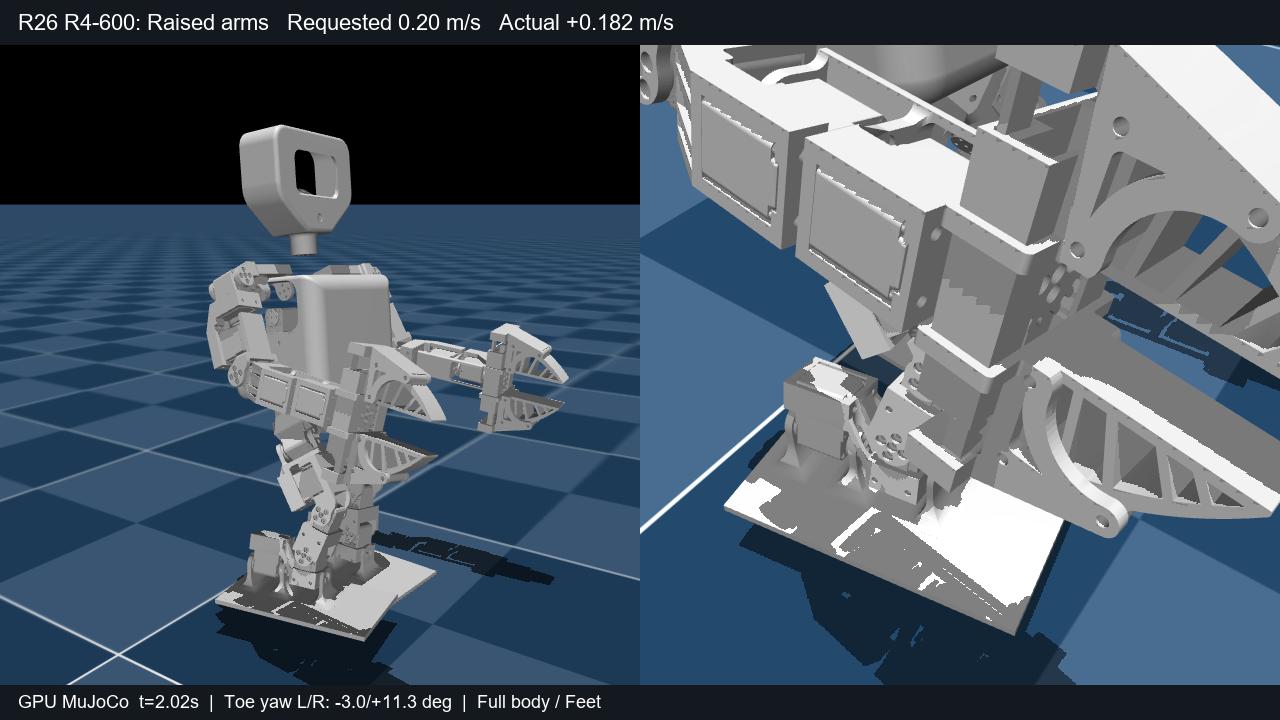 R26 R4-600: Raised arms   Requested 0.20 m/s   Actual +0.182 m/s
GPU MuJoCo  t=2.02s  |  Toe yaw L/R: -3.0/+11.3 deg  |  Full body / Feet